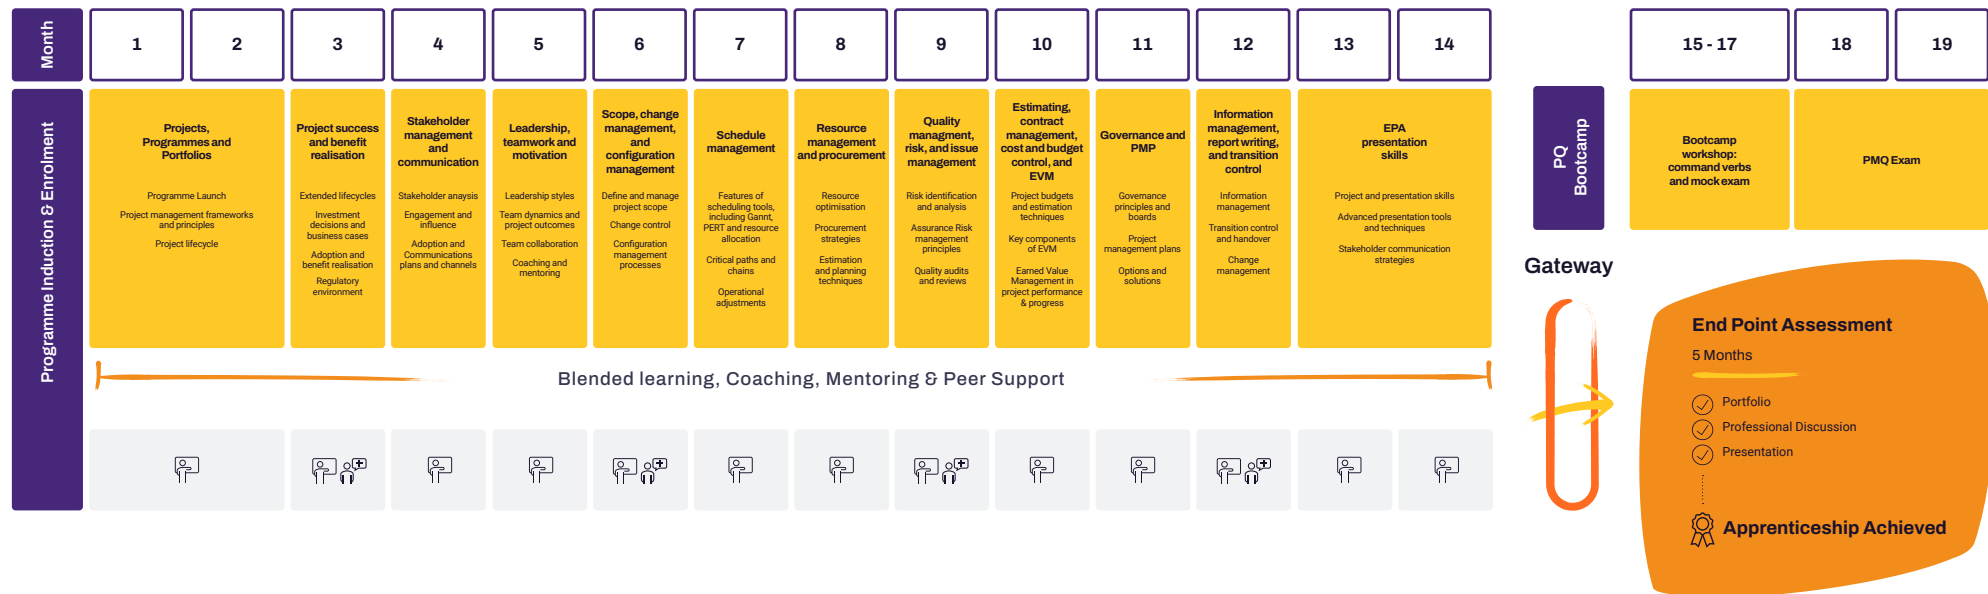 Month
1
2
3
4
5
6
7
8
9
10
11
12
13
14
15 - 17
18
19
Programme Induction & Enrolment
Projects,
Programmes and
Portfolios
Programme Launch
Project management frameworks
and principles
Project lifecycle
Project success
and benefit
realisation
Extended lifecycles
Investment
decisions and
business cases
Adoption and
benefit realisation
Regulatory
environment
Stakeholder
management
and
communication
Stakeholder anaysis
Engagement and
influence
Adoption and
Communications
plans and channels
Leadership,
teamwork and
motivation
Leadership styles
Team dynamics and
project outcomes
Team collaboration
Coaching and
mentoring
Scope, change
management,
and
configuration
management
Define and manage
project scope
Change control
Configuration
management
processes
Schedule
management
Features of
scheduling tools,
including Gannt,
PERT and resource
allocation
Critical paths and
chains
Operational
adjustments
Resource
management
and procurement
Resource
optimisation
Procurement
strategies
Estimation
and planning
techniques
Quality
managment,
risk, and issue
management
Risk identification
and analysis
Assurance Risk
management
principles
Quality audits
and reviews
Estimating,
contract
management,
cost and budget
control, and
EVM
Project budgets
and estimation
techniques
Key components
of EVM
Earned Value
Management in
project performance
& progress
Governance and
PMP
Governance
principles and
boards
Project
management plans
Options and
solutions
Information
management,
report writing,
and transition
control
Information
management
Transition control
and handover
Change
management
EPA
presentation
skills
Project and presentation skills
Advanced presentation tools
and techniques
Stakeholder communication
strategies
PQ
Bootcamp
Bootcamp
workshop:
command verbs
and mock exam
PMQ Exam
Blended learning, Coaching, Mentoring & Peer Support
Gateway
End Point Assessment
5 Months
Portfolio
Professional Discussion
Presentation
Apprenticeship Achieved